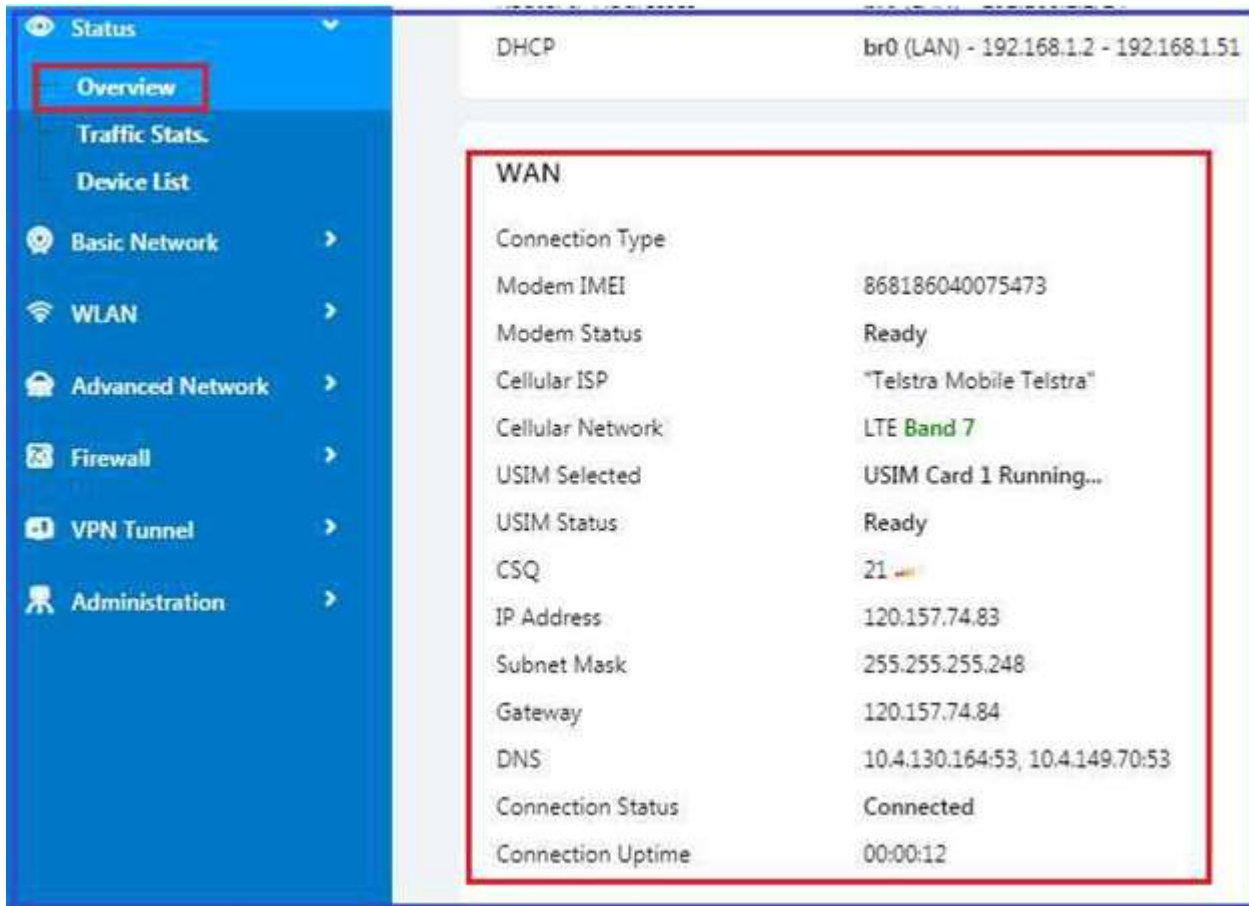 Status
Overview
Traffic Stats.
Device List
Basic Network
WLAN
Advanced Network
Firewall
VPN Tunnel
Administration
DHCP br0 (LAN) - 192.168.1.2 - 192.168.1.51
WAN
Connection Type
Modem IMEI 868186040075473
Modem Status Ready
Cellular ISP "Telstra Mobile Telstra"
Cellular Network LTE Band 7
USIM Selected USIM Card 1 Running...
USIM Status Ready
CSQ 21
IP Address 120.157.74.83
Subnet Mask 255.255.255.248
Gateway 120.157.74.84
DNS 10.4.130.164:53, 10.4.149.70:53
Connection Status Connected
Connection Uptime 00:00:12